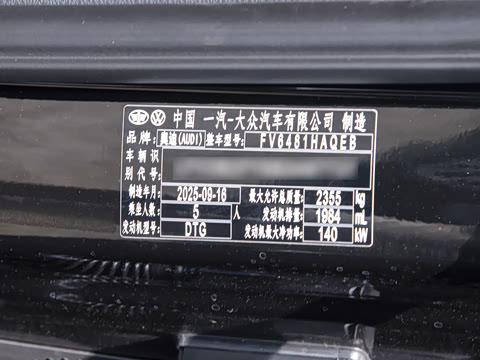 中国 一汽-大众汽车有限公司 制造
品牌: 奥迪(AUDI) 整车型号: FV6481HAQEB
车辆识
别代号:
制造年月 2025-09-16 最大允许总质量: 2355 kg
乘坐人数: 5 人 发动机排量: 1984 mL
发动机型号: DTG 发动机最大净功率: 140 kW